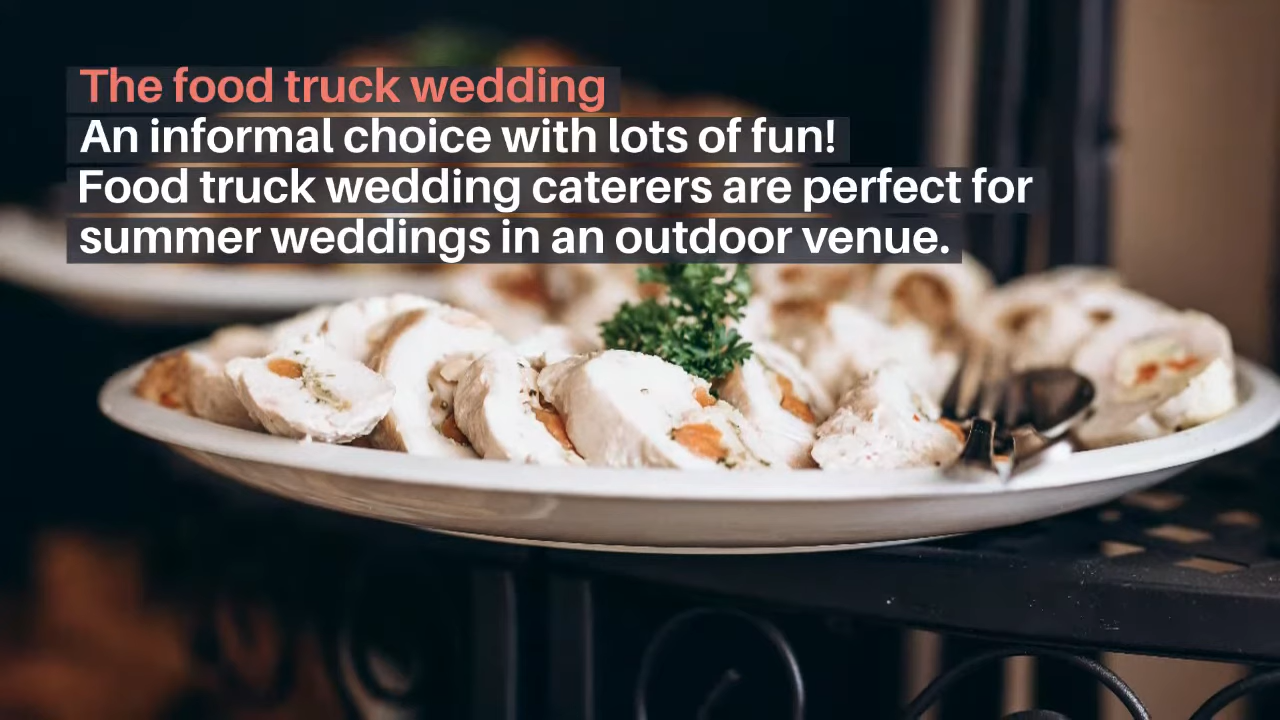 The food truck wedding
An informal choice with lots of fun!
Food truck wedding caterers are perfect for
summer weddings in an outdoor venue.